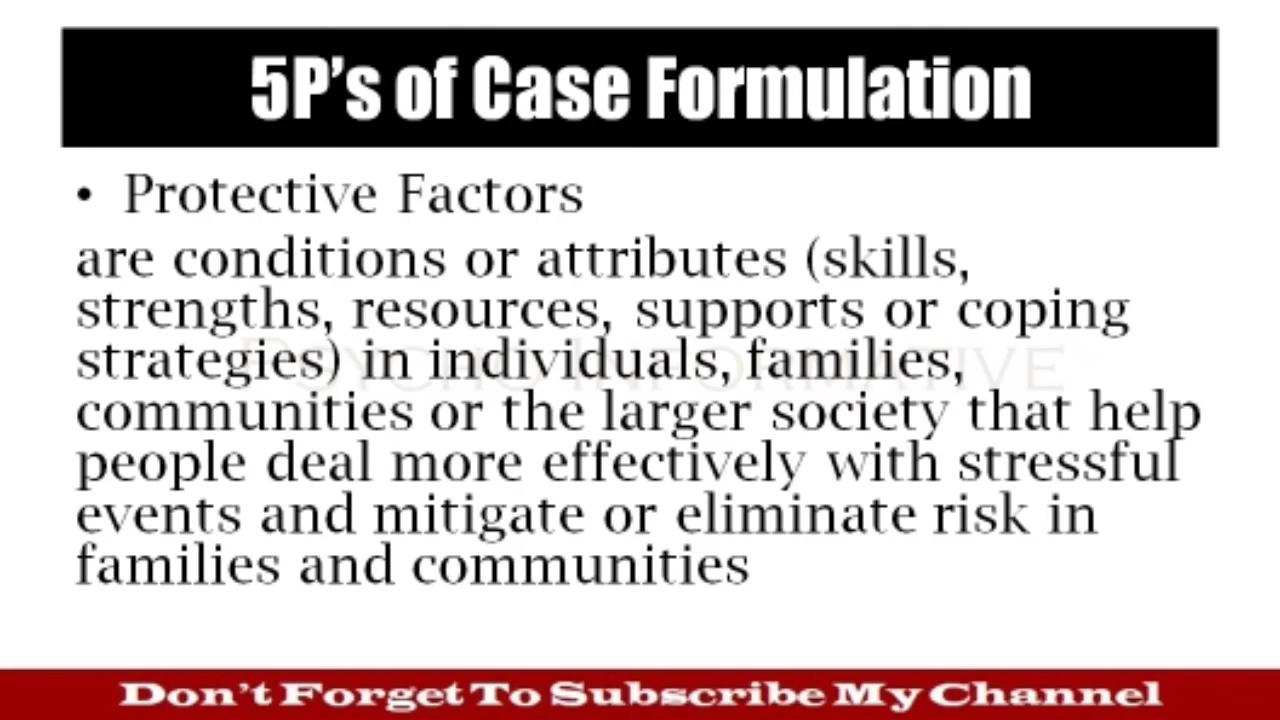 5P's of Case Formulation
• Protective Factors
are conditions or attributes (skills,
strengths, resources, supports or coping
strategies) in individuals, families,
communities or the larger society that help
people deal more effectively with stressful
events and mitigate or eliminate risk in
families and communities
PSYCHO INFORMATIVE
Don't Forget To Subscribe My Channel